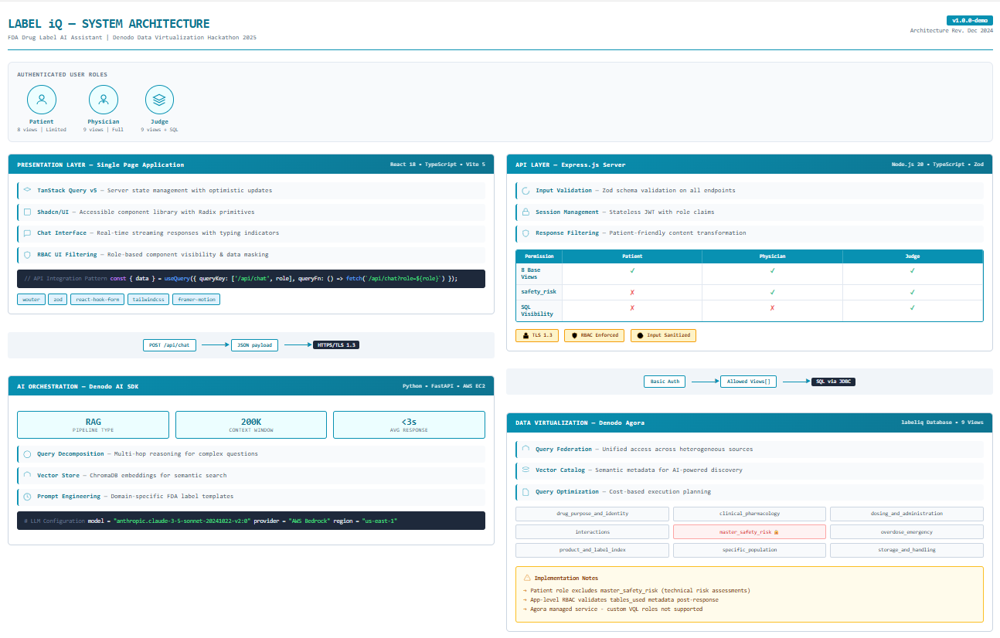 LABEL iQ — SYSTEM ARCHITECTURE
FDA Drug Label AI Assistant | Denodo Data Virtualization Hackathon 2025
v1.0.0-demo
Architecture Rev. Dec 2024
AUTHENTICATED USER ROLES
Patient
8 views | Limited
Physician
9 views | Full
Judge
9 views + SQL
PRESENTATION LAYER — Single Page Application
React 18 • TypeScript • Vite 5
TanStack Query v5 — Server state management with optimistic updates
Shadcn/UI — Accessible component library with Radix primitives
Chat Interface — Real-time streaming responses with typing indicators
RBAC UI Filtering — Role-based component visibility & data masking
// API Integration Pattern const { data } = useQuery({ queryKey: ['/api/chat', role], queryFn: () => fetch(`/api/chat?role=${role}`) });
wouter
zod
react-hook-form
tailwindcss
framer-motion
POST /api/chat
JSON payload
HTTPS/TLS 1.3
AI ORCHESTRATION — Denodo AI SDK
Python • FastAPI • AWS EC2
RAG
PIPELINE TYPE
200K
CONTEXT WINDOW
<3s
AVG RESPONSE
Query Decomposition — Multi-hop reasoning for complex questions
Vector Store — ChromaDB embeddings for semantic search
Prompt Engineering — Domain-specific FDA label templates
# LLM Configuration model = "anthropic.claude-3-5-sonnet-20241022-v2:0" provider = "AWS Bedrock" region = "us-east-1"
API LAYER — Express.js Server
Node.js 20 • TypeScript • Zod
Input Validation — Zod schema validation on all endpoints
Session Management — Stateless JWT with role claims
Response Filtering — Patient-friendly content transformation
Permission Patient Physician Judge
8 Base Views ✓ ✓ ✓
safety_risk ✗ ✓ ✓
SQL Visibility ✗ ✗ ✓
TLS 1.3
RBAC Enforced
Input Sanitized
Basic Auth
Allowed Views[]
SQL via JDBC
DATA VIRTUALIZATION — Denodo Agora
labeliq Database • 9 Views
Query Federation — Unified access across heterogeneous sources
Vector Catalog — Semantic metadata for AI-powered discovery
Query Optimization — Cost-based execution planning
drug_purpose_and_identity
clinical_pharmacology
dosing_and_administration
interactions
master_safety_risk 🔒
overdose_emergency
product_and_label_index
specific_population
storage_and_handling
Implementation Notes
→ Patient role excludes master_safety_risk (technical risk assessments)
→ App-level RBAC validates tables_used metadata post-response
→ Agora managed service - custom VQL roles not supported